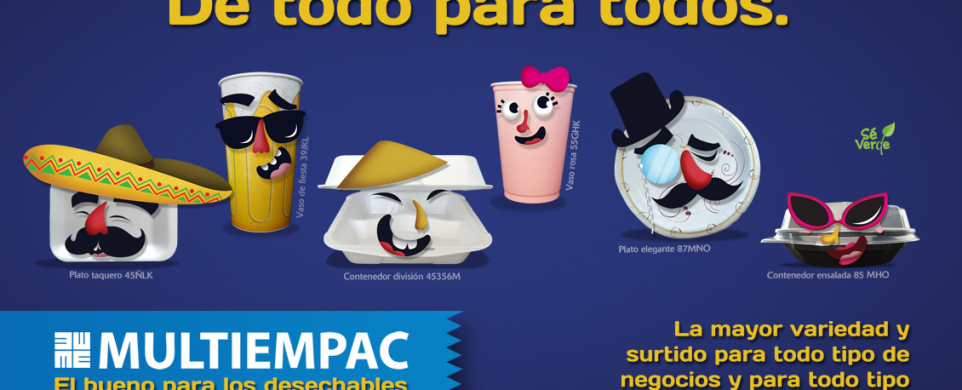 De todo para todos.
Vaso de fiesta 39JKL
Vaso rosa 55GHK
Sé
Verde
Plato taquero 45ÑLK
Contenedor división 45356M
Plato elegante 87MNO
Contenedor ensalada 85 MHO
MULTIEMPAC
El bueno para los desechables
La mayor variedad y
surtido para todo tipo de
negocios y para todo tipo